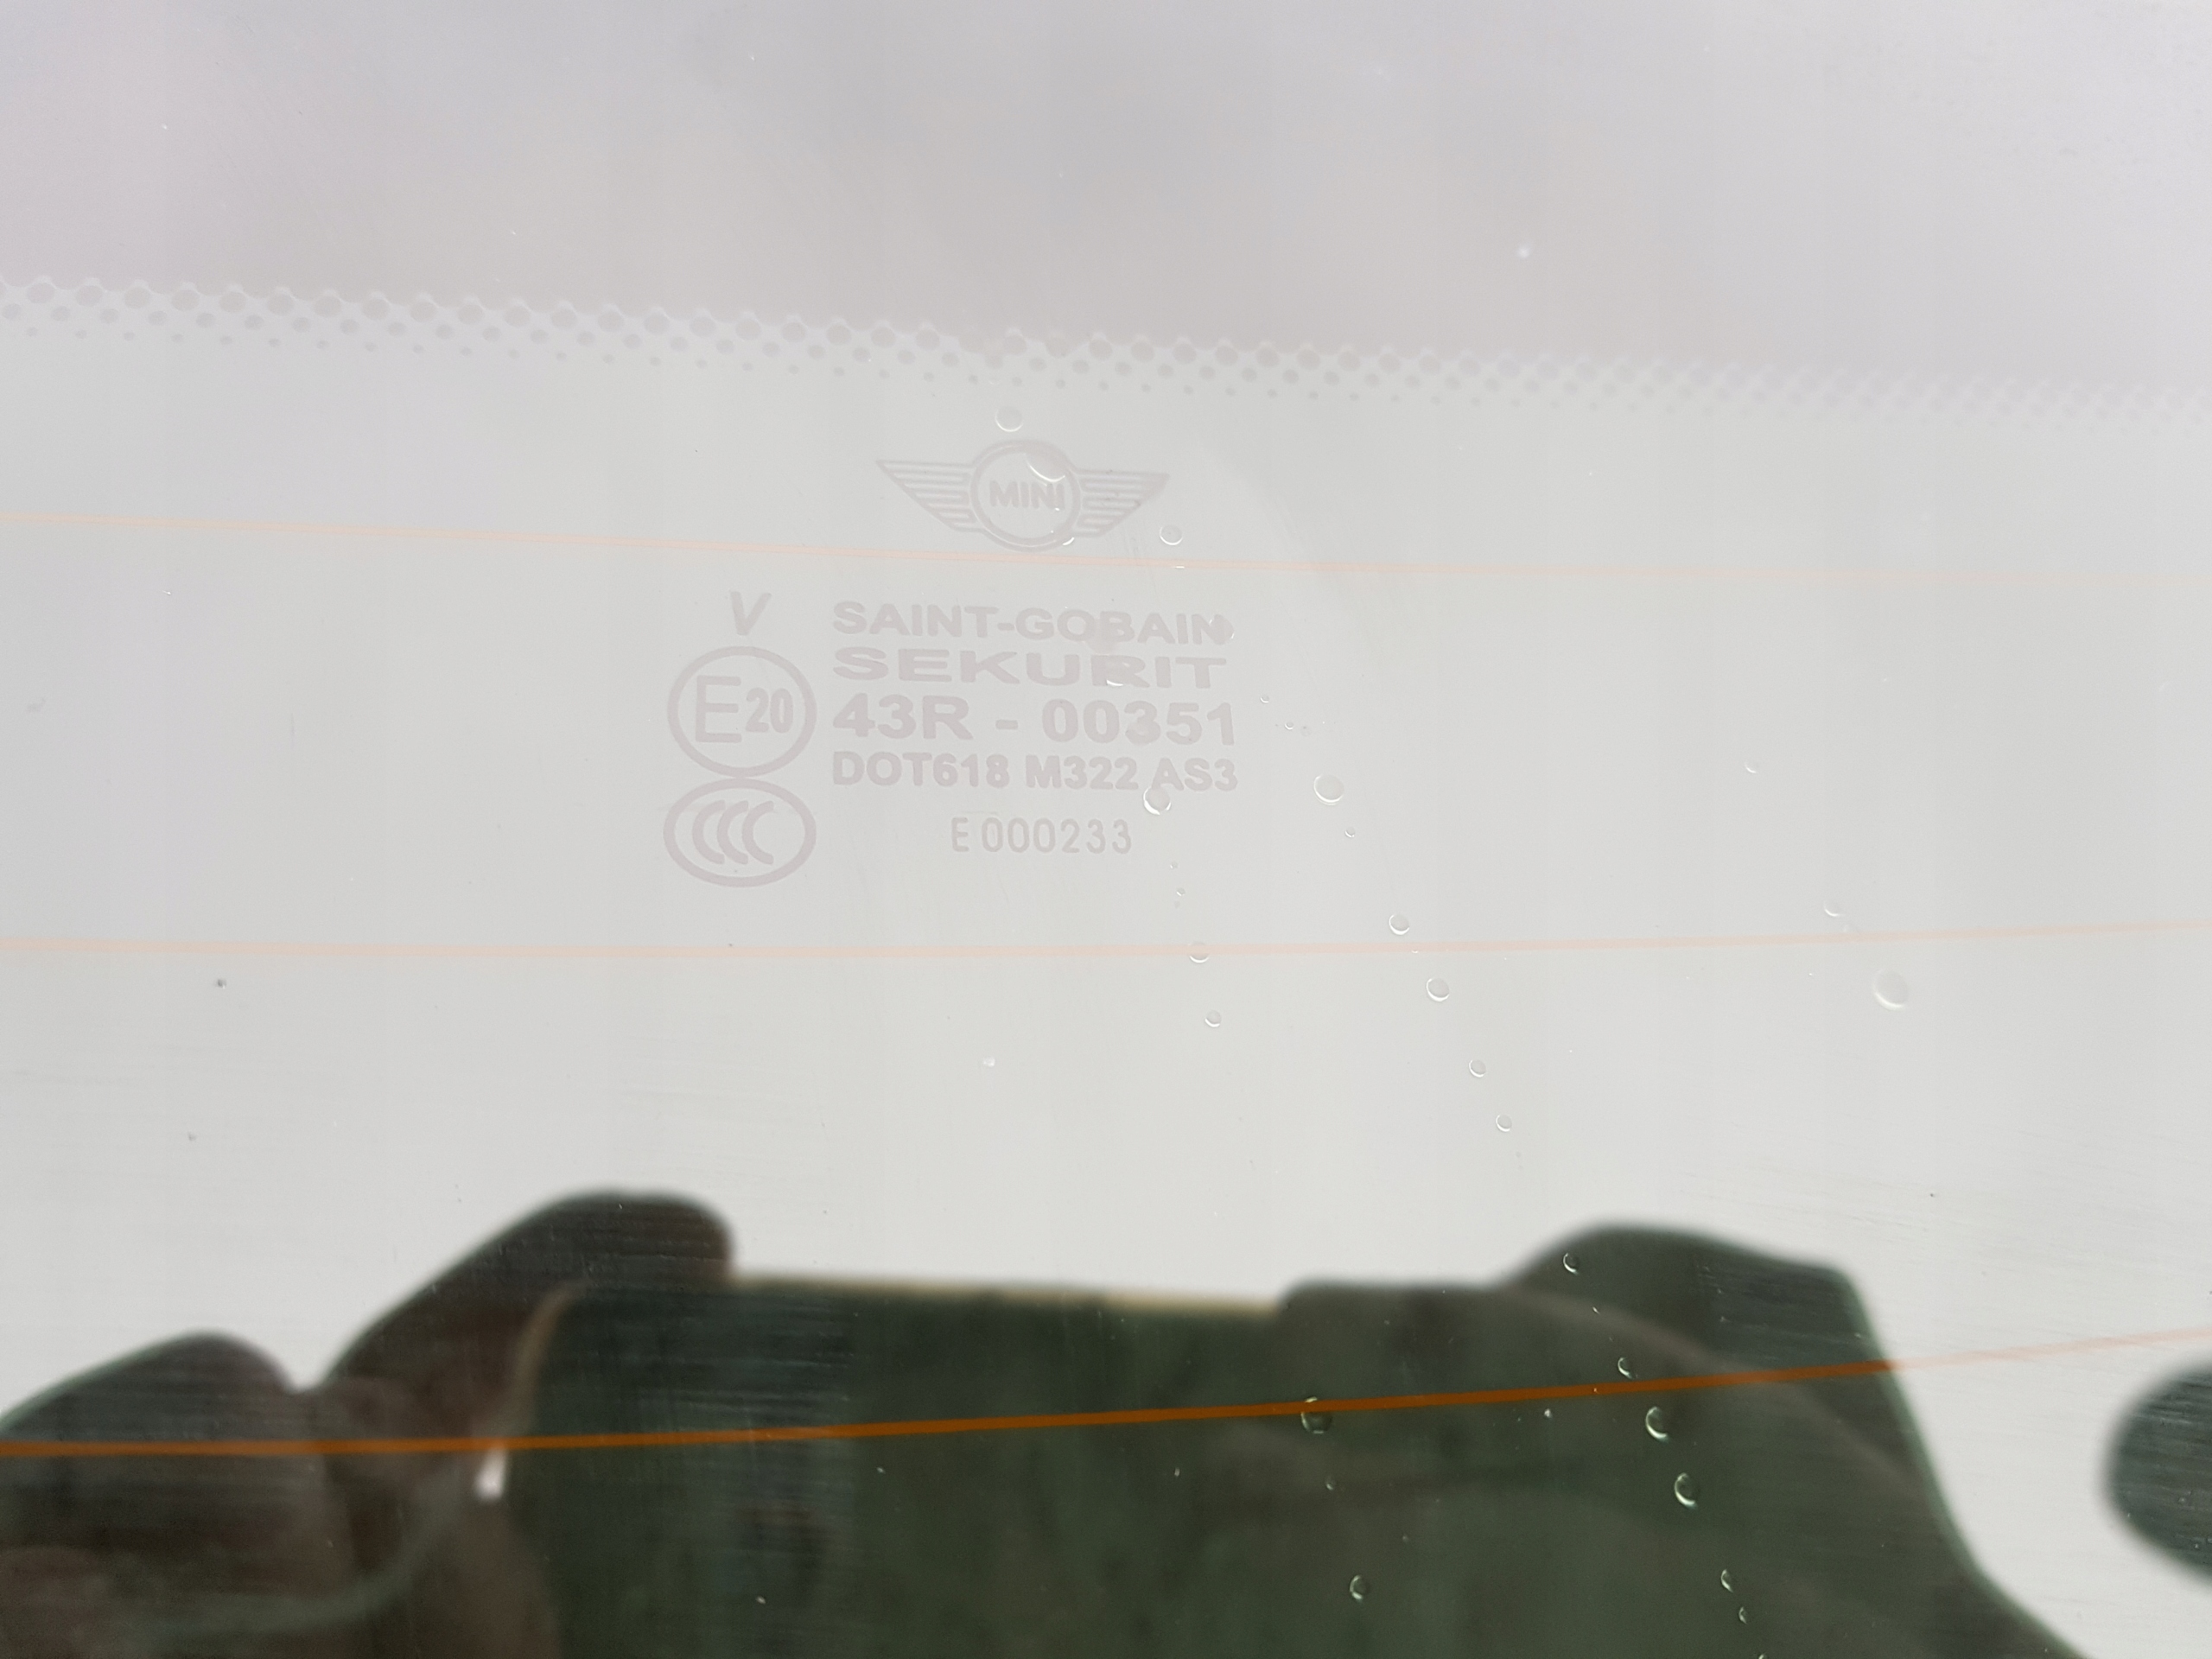 MINI
V SAINT-GOBAIN
SEKURIT
E20 43R - 00351
DOT618 M322 AS3
CCC E000233